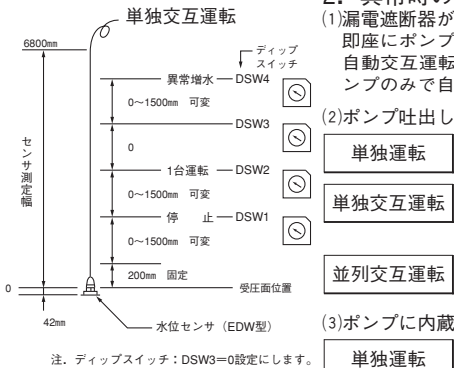 単独交互運転
6800㎜
ディップ
スイッチ
異常増水
DSW4
0〜1500㎜ 可変
DSW3
0
1台運転
DSW2
0〜1500㎜ 可変
停 止
DSW1
0〜1500㎜ 可変
200㎜ 固定
受圧面位置
センサ測定幅
0
42㎜
水位センサ（EDW型）
注．ディップスイッチ：DSW3＝0設定にします。
⑴漏電遮断器が
即座にポンプ
自動交互運転
ンプのみで自
⑵ポンプ吐出し
単独運転
単独交互運転
並列交互運転
⑶ポンプに内蔵
単独運転